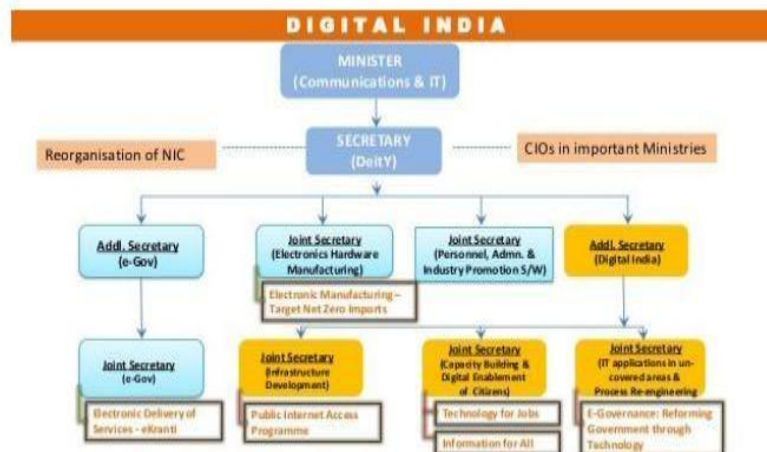 DIGITAL INDIA
MINISTER
(Communications & IT)
SECRETARY
(DeitY)
Reorganisation of NIC
CIOs in important Ministries
Addl. Secretary
(e-Gov)
Joint Secretary
(Electronics Hardware
Manufacturing)
Joint Secretary
(Personnel, Admn. &
Industry Promotion S/W)
Addl. Secretary
(Digital India)
Electronic Manufacturing –
Target Net Zero Imports
Joint Secretary
(e-Gov)
Joint Secretary
(Infrastructure
Development)
Joint Secretary
(Capacity Building &
Digital Enablement
of Citizens)
Joint Secretary
(IT applications in un-
covered areas &
Process Re-engineering
Electronic Delivery of
Services - eKranti
Public Internet Access
Programme
Technology for Jobs
Information for All
E-Governance: Reforming
Government through
Technology